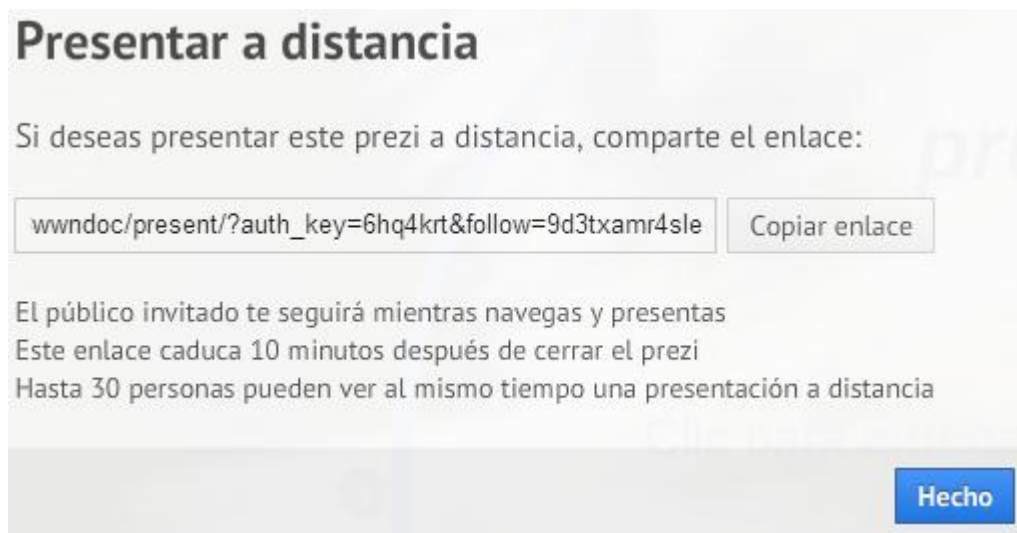 Presentar a distancia
Si deseas presentar este prezi a distancia, comparte el enlace:
wwndoc/present/?auth_key=6hq4krt&follow=9d3txamr4sle
Copiar enlace
El público invitado te seguirá mientras navegas y presentas
Este enlace caduca 10 minutos después de cerrar el prezi
Hasta 30 personas pueden ver al mismo tiempo una presentación a distancia
Clic para
Hecho